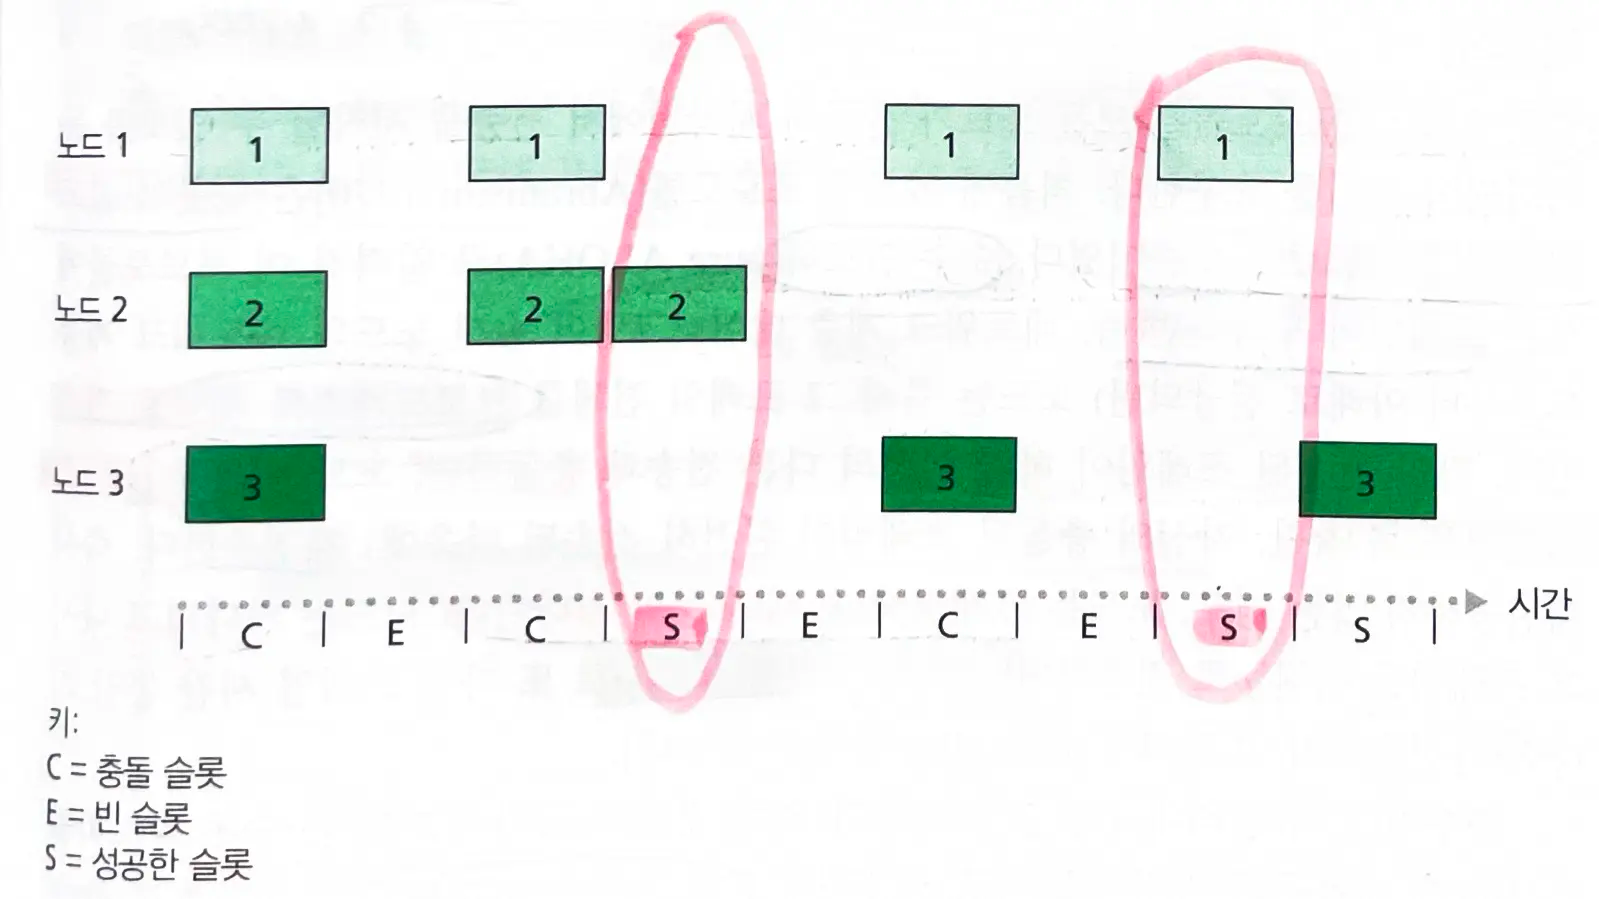 노드 1 1 1 1 1
노드 2 2 2 2
노드 3 3 3 3
시간
C E C S E C E S S
키:
C = 충돌 슬롯
E = 빈 슬롯
S = 성공한 슬롯